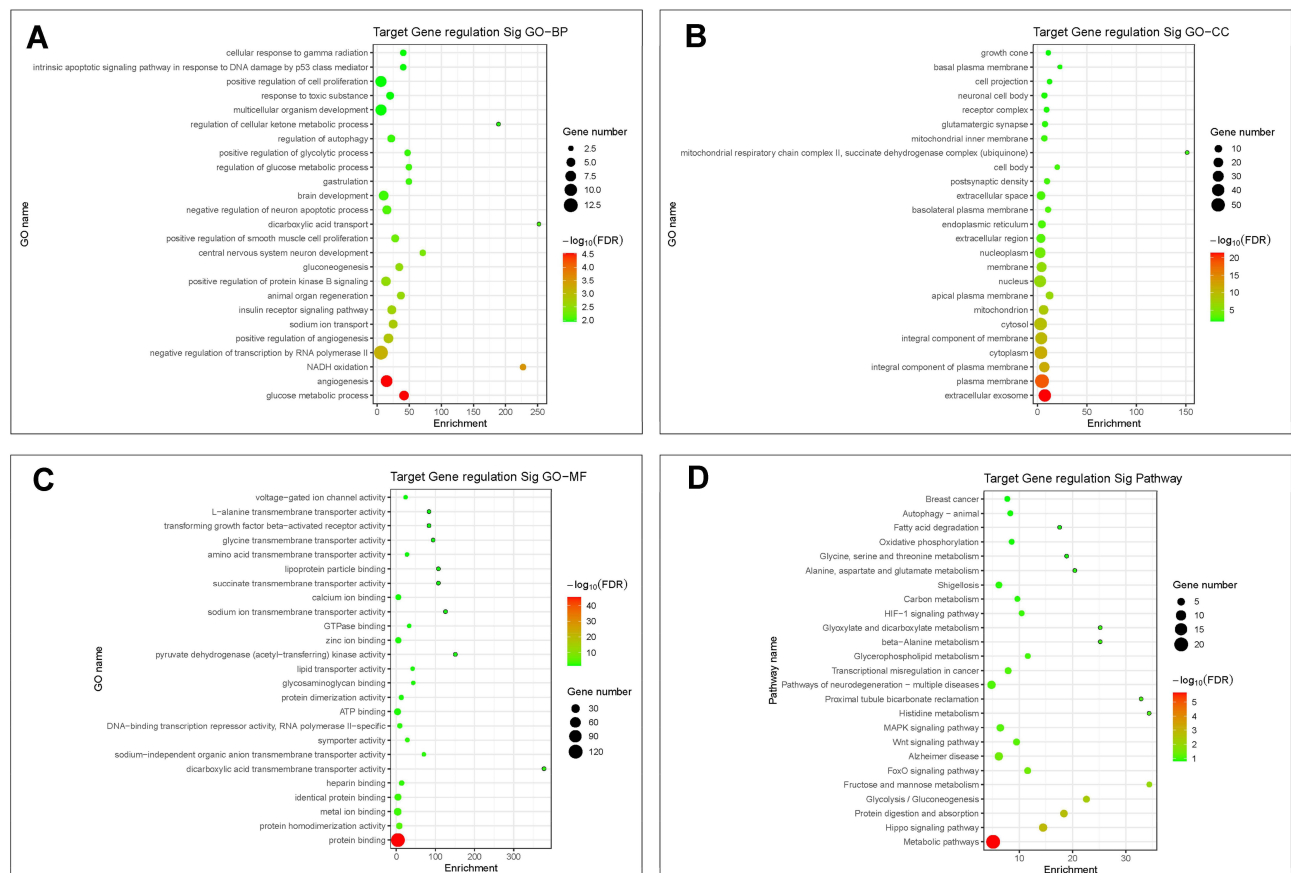 A
Target Gene regulation Sig GO−BP
cellular response to gamma radiation
intrinsic apoptotic signaling pathway in response to DNA damage by p53 class mediator
positive regulation of cell proliferation
response to toxic substance
multicellular organism development
regulation of cellular ketone metabolic process
regulation of autophagy
positive regulation of glycolytic process
regulation of glucose metabolic process
gastrulation
brain development
negative regulation of neuron apoptotic process
dicarboxylic acid transport
positive regulation of smooth muscle cell proliferation
central nervous system neuron development
gluconeogenesis
positive regulation of protein kinase B signaling
animal organ regeneration
insulin receptor signaling pathway
sodium ion transport
positive regulation of angiogenesis
negative regulation of transcription by RNA polymerase II
NADH oxidation
angiogenesis
glucose metabolic process
GO name
0 50 100 150 200 250
Enrichment
Gene number
2.5
5.0
7.5
10.0
12.5
−log10(FDR)
4.5
4.0
3.5
3.0
2.5
2.0
B
Target Gene regulation Sig GO−CC
growth cone
basal plasma membrane
cell projection
neuronal cell body
receptor complex
glutamatergic synapse
mitochondrial inner membrane
mitochondrial respiratory chain complex II, succinate dehydrogenase complex (ubiquinone)
cell body
postsynaptic density
extracellular space
basolateral plasma membrane
endoplasmic reticulum
extracellular region
nucleoplasm
membrane
nucleus
apical plasma membrane
mitochondrion
cytosol
integral component of membrane
cytoplasm
integral component of plasma membrane
plasma membrane
extracellular exosome
GO name
0 50 100 150
Enrichment
Gene number
10
20
30
40
50
−log10(FDR)
20
15
10
5
C
Target Gene regulation Sig GO−MF
voltage−gated ion channel activity
L−alanine transmembrane transporter activity
transforming growth factor beta−activated receptor activity
glycine transmembrane transporter activity
amino acid transmembrane transporter activity
lipoprotein particle binding
succinate transmembrane transporter activity
calcium ion binding
sodium ion transmembrane transporter activity
GTPase binding
zinc ion binding
pyruvate dehydrogenase (acetyl−transferring) kinase activity
lipid transporter activity
glycosaminoglycan binding
protein dimerization activity
ATP binding
DNA−binding transcription repressor activity, RNA polymerase II−specific
symporter activity
sodium−independent organic anion transmembrane transporter activity
dicarboxylic acid transmembrane transporter activity
heparin binding
identical protein binding
metal ion binding
protein homodimerization activity
protein binding
GO name
0 100 200 300
Enrichment
−log10(FDR)
40
30
20
10
Gene number
30
60
90
120
D
Target Gene regulation Sig Pathway
Breast cancer
Autophagy − animal
Fatty acid degradation
Oxidative phosphorylation
Glycine, serine and threonine metabolism
Alanine, aspartate and glutamate metabolism
Shigellosis
Carbon metabolism
HIF−1 signaling pathway
Glyoxylate and dicarboxylate metabolism
beta−Alanine metabolism
Glycerophospholipid metabolism
Transcriptional misregulation in cancer
Pathways of neurodegeneration − multiple diseases
Proximal tubule bicarbonate reclamation
Histidine metabolism
MAPK signaling pathway
Wnt signaling pathway
Alzheimer disease
FoxO signaling pathway
Fructose and mannose metabolism
Glycolysis / Gluconeogenesis
Protein digestion and absorption
Hippo signaling pathway
Metabolic pathways
Pathway name
10 20 30
Enrichment
Gene number
5
10
15
20
−log10(FDR)
5
4
3
2
1